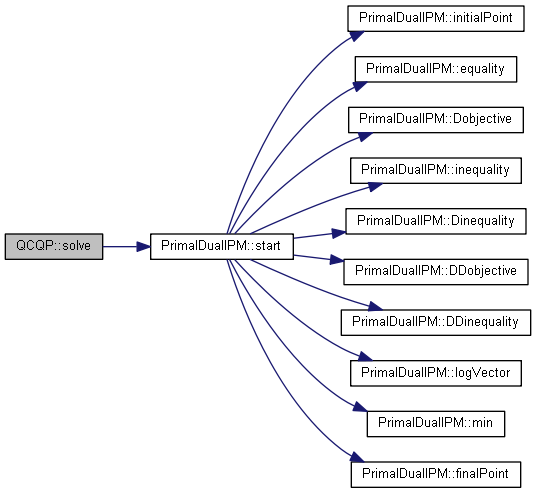 QCQP::solve
PrimalDualIPM::start
PrimalDualIPM::initialPoint
PrimalDualIPM::equality
PrimalDualIPM::Dobjective
PrimalDualIPM::inequality
PrimalDualIPM::Dinequality
PrimalDualIPM::DDobjective
PrimalDualIPM::DDinequality
PrimalDualIPM::logVector
PrimalDualIPM::min
PrimalDualIPM::finalPoint